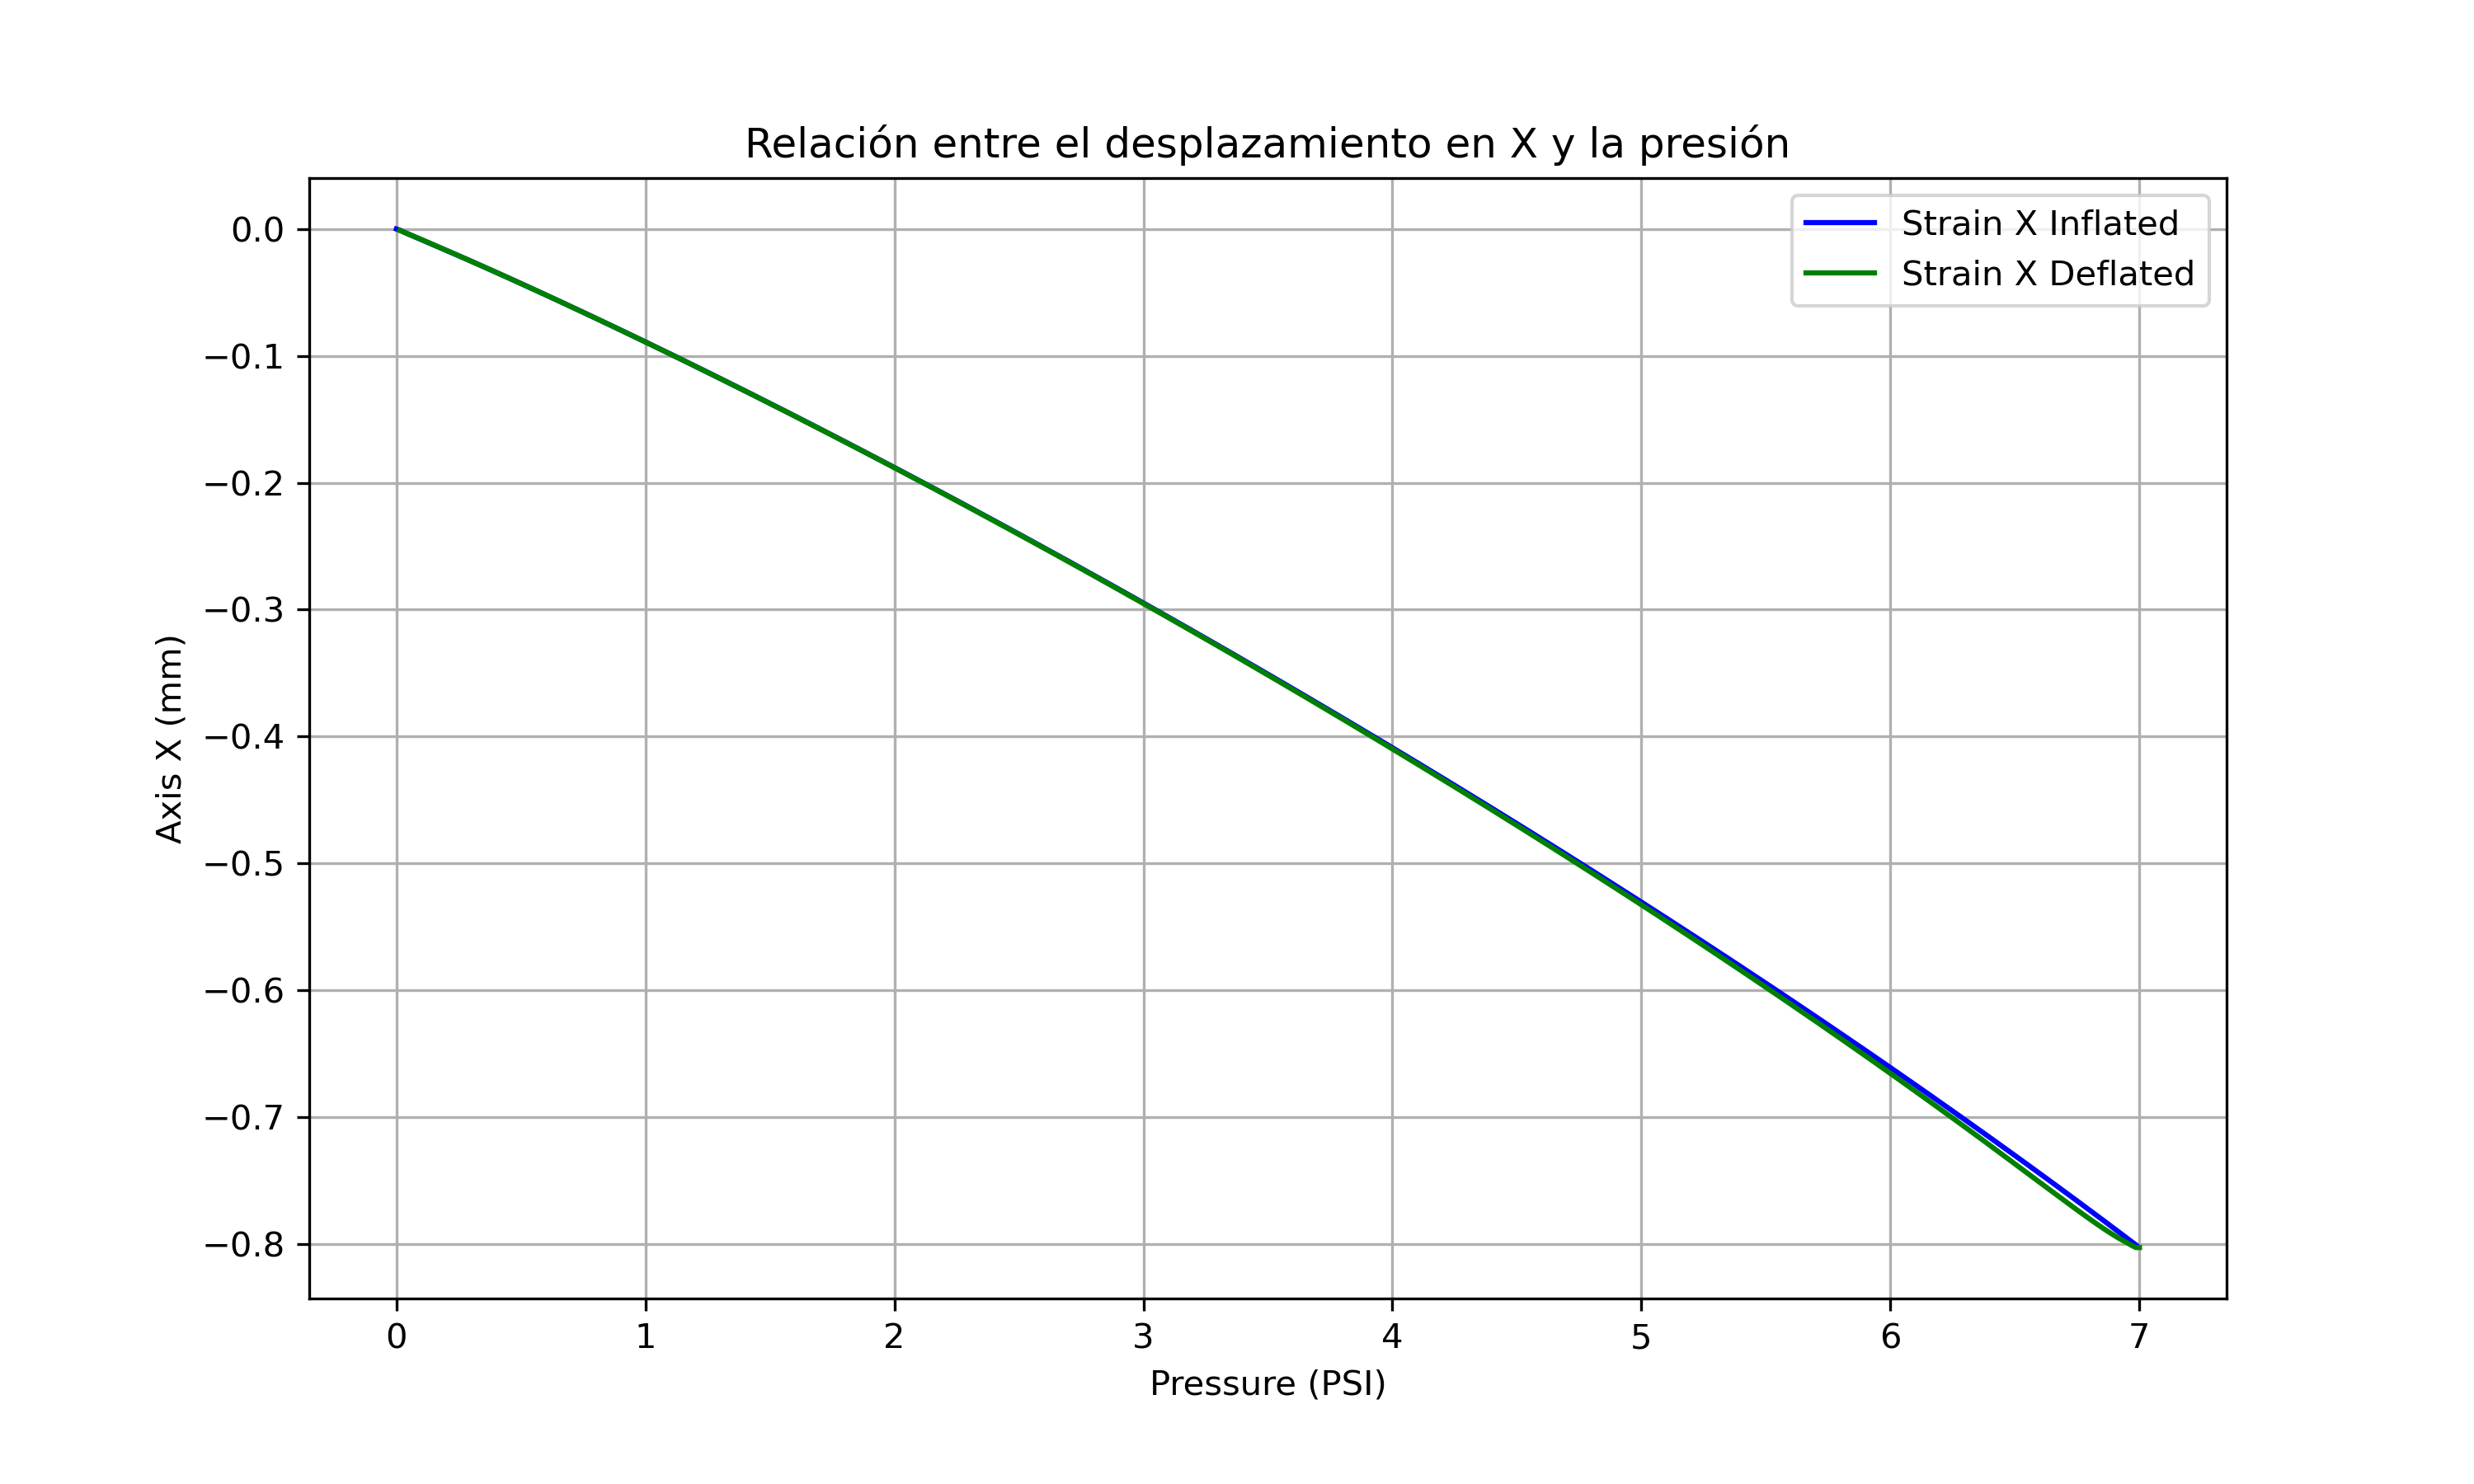 Relación entre el desplazamiento en X y la presión
Strain X Inflated
Strain X Deflated
0.0
−0.1
−0.2
−0.3
−0.4
−0.5
−0.6
−0.7
−0.8
Axis X (mm)
0 1 2 3 4 5 6 7
Pressure (PSI)